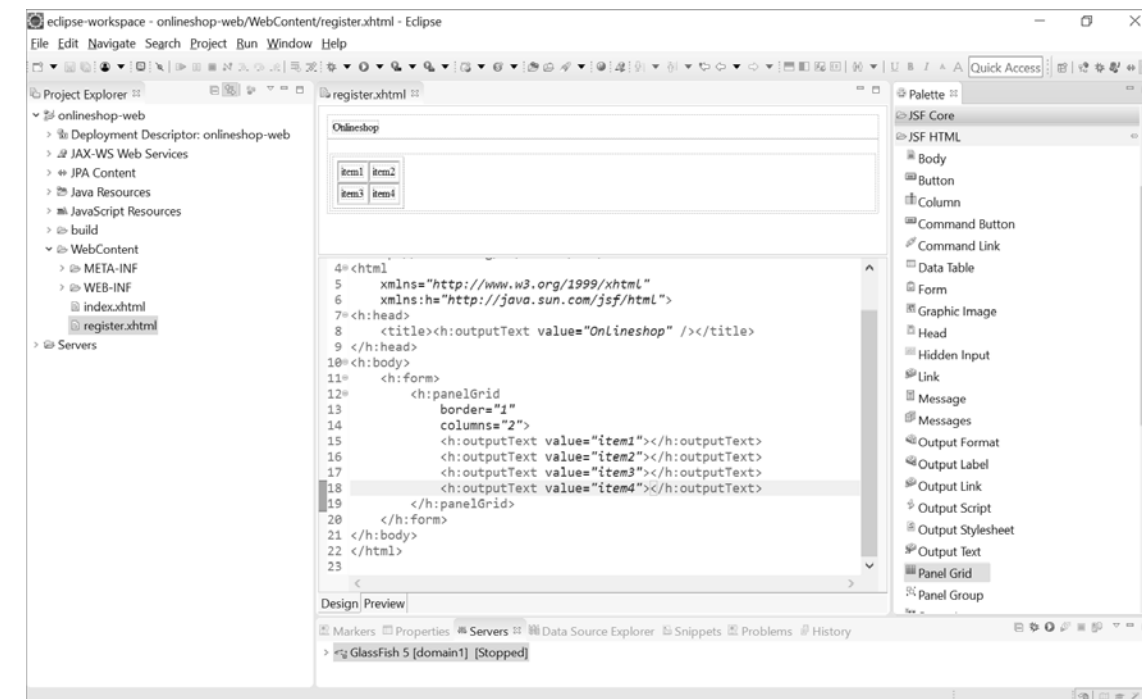 eclipse-workspace - onlineshop-web/WebContent/register.xhtml - Eclipse
File Edit Navigate Search Project Run Window Help
Quick Access
Project Explorer
onlineshop-web
Deployment Descriptor: onlineshop-web
JAX-WS Web Services
JPA Content
Java Resources
JavaScript Resources
build
WebContent
META-INF
WEB-INF
index.xhtml
register.xhtml
Servers
register.xhtml
Onlineshop
item1 item2
item3 item4
4 <html
5 xmlns="http://www.w3.org/1999/xhtml"
6 xmlns:h="http://java.sun.com/jsf/html">
7 <h:head>
8 <title><h:outputText value="Onlineshop" /></title>
9 </h:head>
10 <h:body>
11 <h:form>
12 <h:panelGrid
13 border="1"
14 columns="2">
15 <h:outputText value="item1"></h:outputText>
16 <h:outputText value="item2"></h:outputText>
17 <h:outputText value="item3"></h:outputText>
18 <h:outputText value="item4"></h:outputText>
19 </h:panelGrid>
20 </h:form>
21 </h:body>
22 </html>
23
Design Preview
Palette
JSF Core
JSF HTML
Body
Button
Column
Command Button
Command Link
Data Table
Form
Graphic Image
Head
Hidden Input
Link
Message
Messages
Output Format
Output Label
Output Link
Output Script
Output Stylesheet
Output Text
Panel Grid
Panel Group
Markers Properties Servers Data Source Explorer Snippets Problems History
GlassFish 5 [domain1] [Stopped]